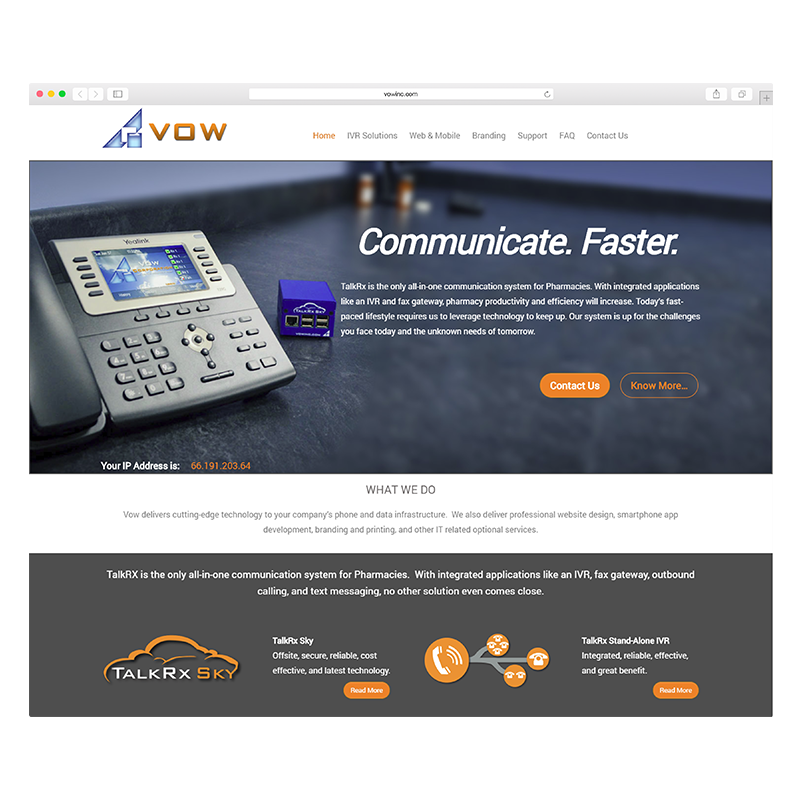 vowinc.com
VOW
Home IVR Solutions Web & Mobile Branding Support FAQ Contact Us
Communicate. Faster.
TalkRx is the only all-in-one communication system for Pharmacies. With integrated applications
like an IVR and fax gateway, pharmacy productivity and efficiency will increase. Today's fast-
paced lifestyle requires us to leverage technology to keep up. Our system is up for the challenges
you face today and the unknown needs of tomorrow.
Yealink
VOW
TALKRX SKY
Contact Us Know More...
Your IP Address is: 66.191.203.64
WHAT WE DO
Vow delivers cutting-edge technology to your company's phone and data infrastructure. We also deliver professional website design, smartphone app
development, branding and printing, and other IT related optional services.
TalkRX is the only all-in-one communication system for Pharmacies. With integrated applications like an IVR, fax gateway, outbound
calling, and text messaging, no other solution even comes close.
TALKRX SKY
TalkRx Sky
Offsite, secure, reliable, cost
effective, and latest technology.
Read More
TalkRx Stand-Alone IVR
Integrated, reliable, effective,
and great benefit.
Read More